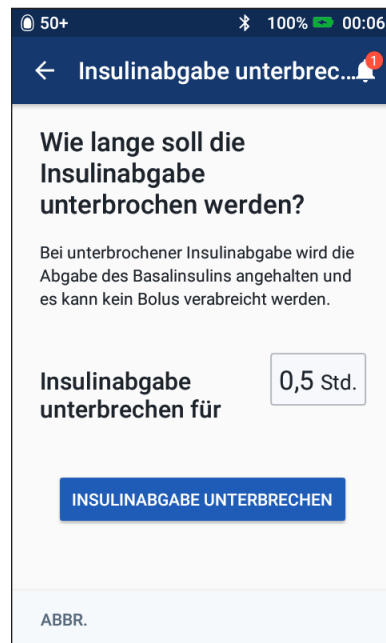 50+ 100% 00:06
Insulinabgabe unterbrec...
1
Wie lange soll die
Insulinabgabe
unterbrochen werden?
Bei unterbrochener Insulinabgabe wird die
Abgabe des Basalinsulins angehalten und
es kann kein Bolus verabreicht werden.
Insulinabgabe
unterbrechen für
0,5 Std.
INSULINABGABE UNTERBRECHEN
ABBR.